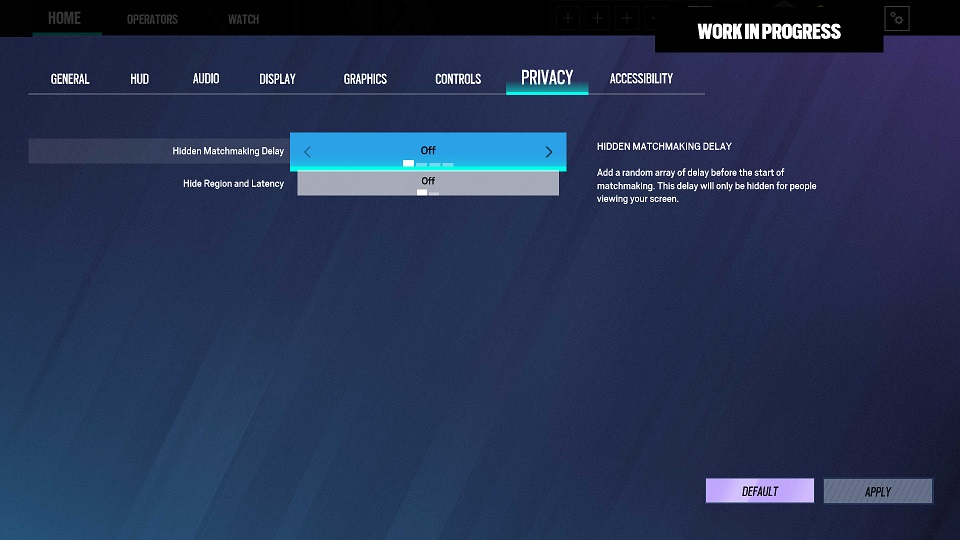 HOME OPERATORS WATCH
WORK IN PROGRESS
GENERAL HUD AUDIO DISPLAY GRAPHICS CONTROLS PRIVACY ACCESSIBILITY
Hidden Matchmaking Delay Off
Hide Region and Latency Off
HIDDEN MATCHMAKING DELAY
Add a random array of delay before the start of
matchmaking. This delay will only be hidden for people
viewing your screen.
DEFAULT APPLY